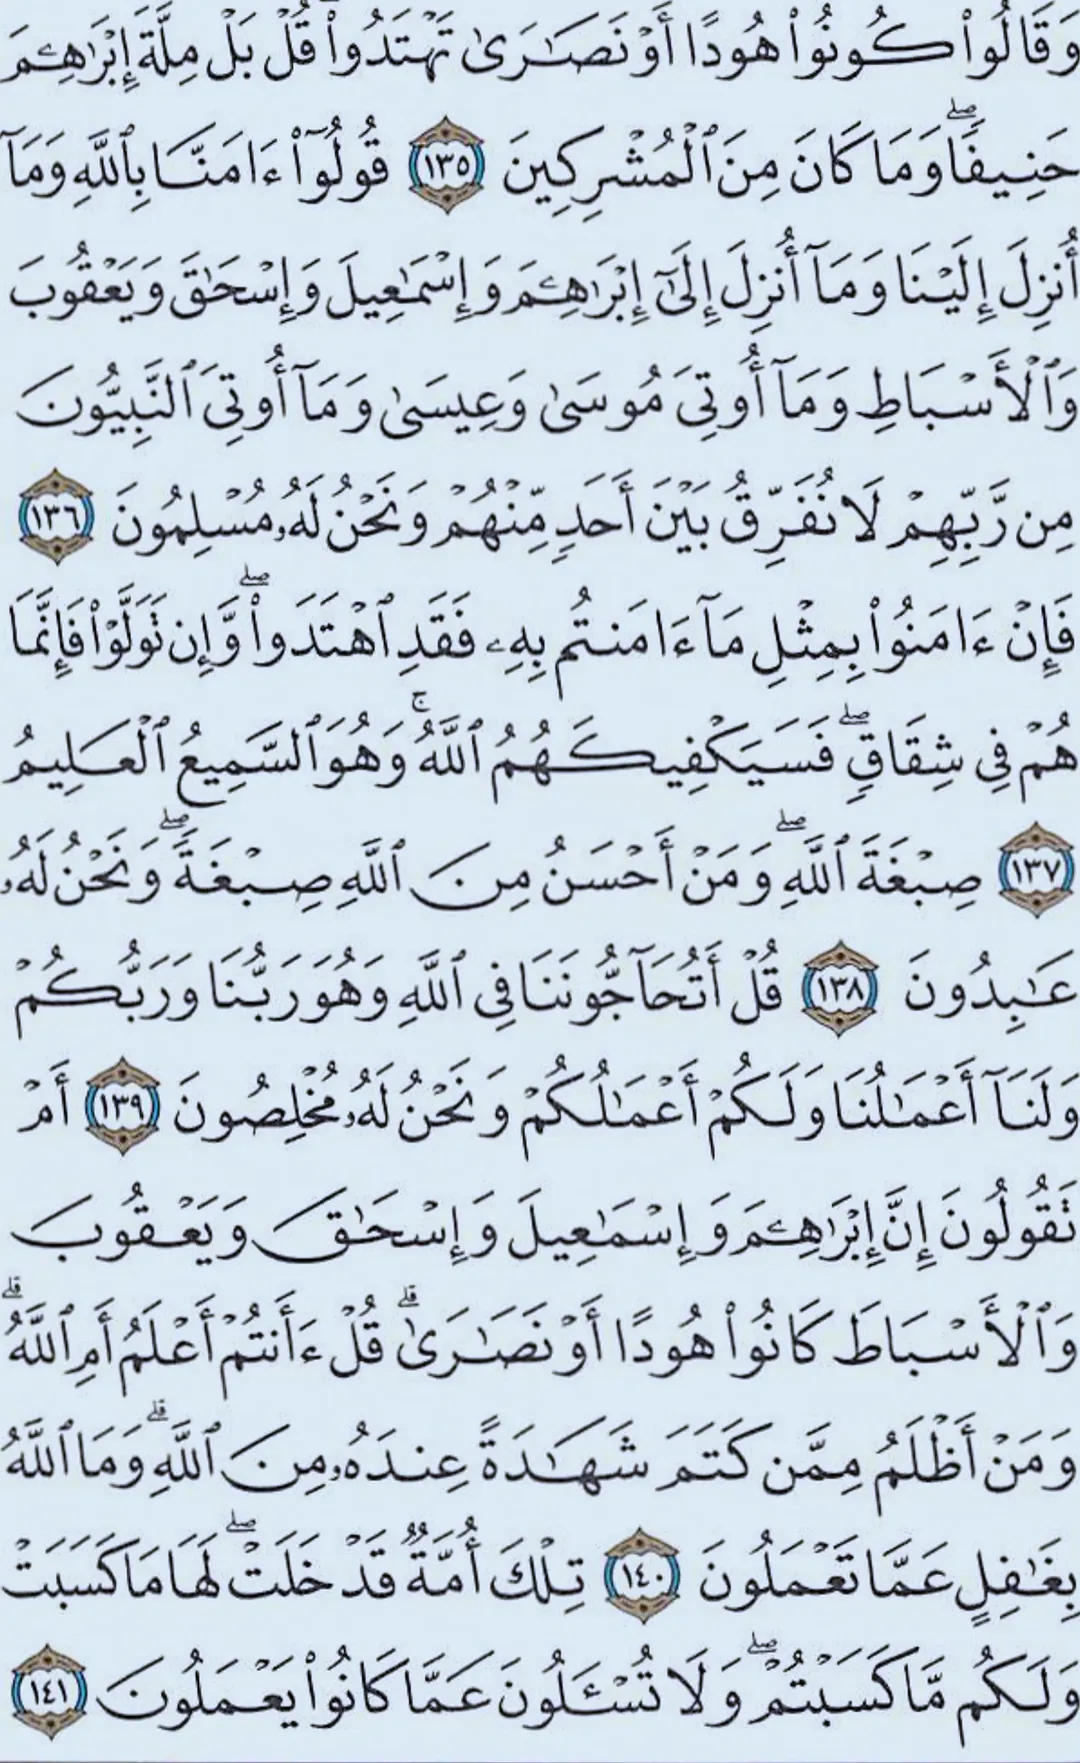 وَقَالُوا۟ كُونُوا۟ هُودًا أَوْ نَصَـٰرَىٰ تَهْتَدُوا۟ ۗ قُلْ بَلْ مِلَّةَ إِبْرَٰهِـۧمَ
حَنِيفًا ۖ وَمَا كَانَ مِنَ ٱلْمُشْرِكِينَ ١٣٥ قُولُوٓا۟ ءَامَنَّا بِٱللَّهِ وَمَآ
أُنزِلَ إِلَيْنَا وَمَآ أُنزِلَ إِلَىٰٓ إِبْرَٰهِـۧمَ وَإِسْمَـٰعِيلَ وَإِسْحَـٰقَ وَيَعْقُوبَ
وَٱلْأَسْبَاطِ وَمَآ أُوتِىَ مُوسَىٰ وَعِيسَىٰ وَمَآ أُوتِىَ ٱلنَّبِيُّونَ
مِن رَّبِّهِمْ لَا نُفَرِّقُ بَيْنَ أَحَدٍ مِّنْهُمْ وَنَحْنُ لَهُۥ مُسْلِمُونَ ١٣٦
فَإِنْ ءَامَنُوا۟ بِمِثْلِ مَآ ءَامَنتُم بِهِۦ فَقَدِ ٱهْتَدَوا۟ ۖ وَّإِن تَوَلَّوْا۟ فَإِنَّمَا
هُمْ فِى شِقَاقٍ ۖ فَسَيَكْفِيكَهُمُ ٱللَّهُ ۚ وَهُوَ ٱلسَّمِيعُ ٱلْعَلِيمُ
١٣٧ صِبْغَةَ ٱللَّهِ ۖ وَمَنْ أَحْسَنُ مِنَ ٱللَّهِ صِبْغَةً ۖ وَنَحْنُ لَهُۥ
عَـٰبِدُونَ ١٣٨ قُلْ أَتُحَآجُّونَنَا فِى ٱللَّهِ وَهُوَ رَبُّنَا وَرَبُّكُمْ
وَلَنَآ أَعْمَـٰلُنَا وَلَكُمْ أَعْمَـٰلُكُمْ وَنَحْنُ لَهُۥ مُخْلِصُونَ ١٣٩ أَمْ
تَقُولُونَ إِنَّ إِبْرَٰهِـۧمَ وَإِسْمَـٰعِيلَ وَإِسْحَـٰقَ وَيَعْقُوبَ
وَٱلْأَسْبَاطَ كَانُوا۟ هُودًا أَوْ نَصَـٰرَىٰ ۗ قُلْ ءَأَنتُمْ أَعْلَمُ أَمِ ٱللَّهُ ۗ
وَمَنْ أَظْلَمُ مِمَّن كَتَمَ شَهَـٰدَةً عِندَهُۥ مِنَ ٱللَّهِ ۗ وَمَا ٱللَّهُ
بِغَـٰفِلٍ عَمَّا تَعْمَلُونَ ١٤٠ تِلْكَ أُمَّةٌ قَدْ خَلَتْ ۖ لَهَا مَا كَسَبَتْ
وَلَكُم مَّا كَسَبْتُمْ ۖ وَلَا تُسْـَٔلُونَ عَمَّا كَانُوا۟ يَعْمَلُونَ ١٤١